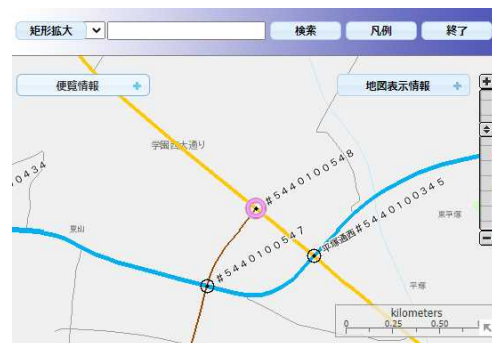 矩形拡大
検索
凡例
終了
便覧情報
地図表示情報
学園西大通り
#5440100548
0434
平塚通西#5440100345
東平塚
#5440100547
平塚
kilometers
0 0.25 0.50